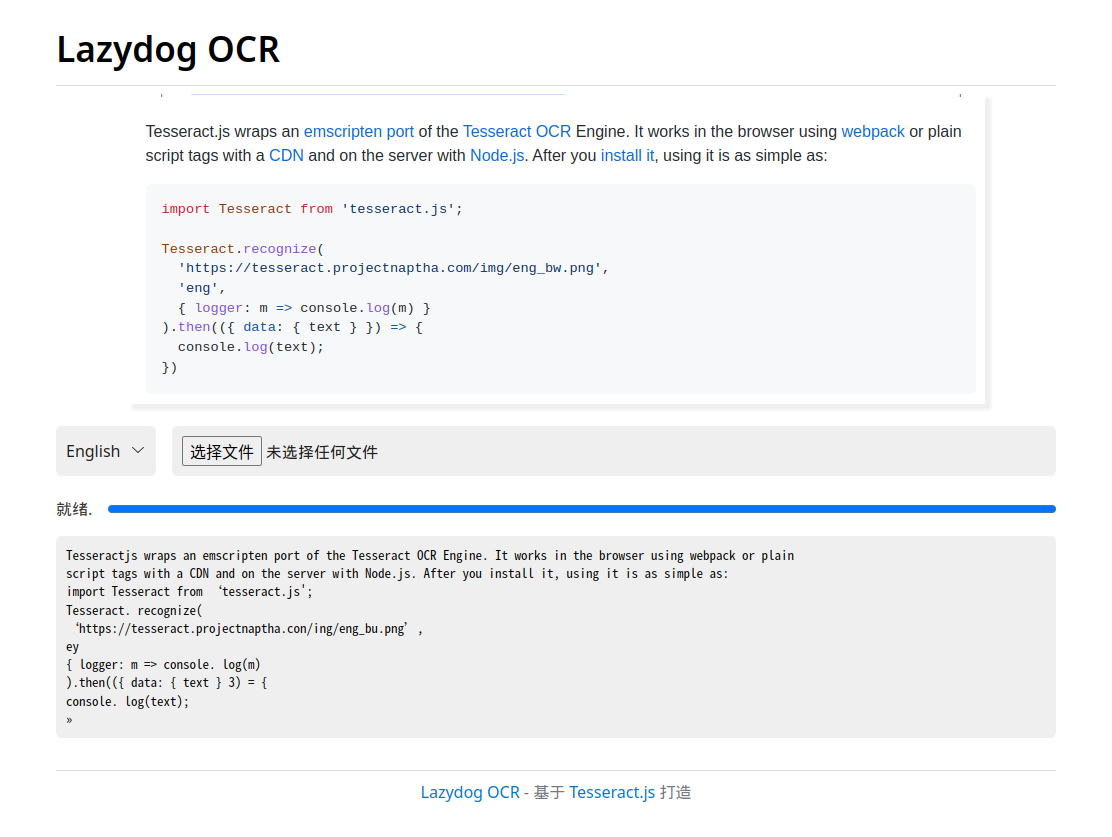 Lazydog OCR
Tesseract.js wraps an emscripten port of the Tesseract OCR Engine. It works in the browser using webpack or plain
script tags with a CDN and on the server with Node.js. After you install it, using it is as simple as:
import Tesseract from 'tesseract.js';
Tesseract.recognize(
  'https://tesseract.projectnaptha.com/img/eng_bw.png',
  'eng',
  { logger: m => console.log(m) }
).then(({ data: { text } }) => {
  console.log(text);
})
English 选择文件 未选择任何文件
就绪.
Tesseractjs wraps an emscripten port of the Tesseract OCR Engine. It works in the browser using webpack or plain
script tags with a CDN and on the server with Node.js. After you install it, using it is as simple as:
import Tesseract from ‘tesseract.js';
Tesseract. recognize(
‘https://tesseract.projectnaptha.con/ing/eng_bu.png’,
ey
{ logger: m => console. log(m)
).then(({ data: { text } 3) = {
console. log(text);
»
Lazydog OCR - 基于 Tesseract.js 打造